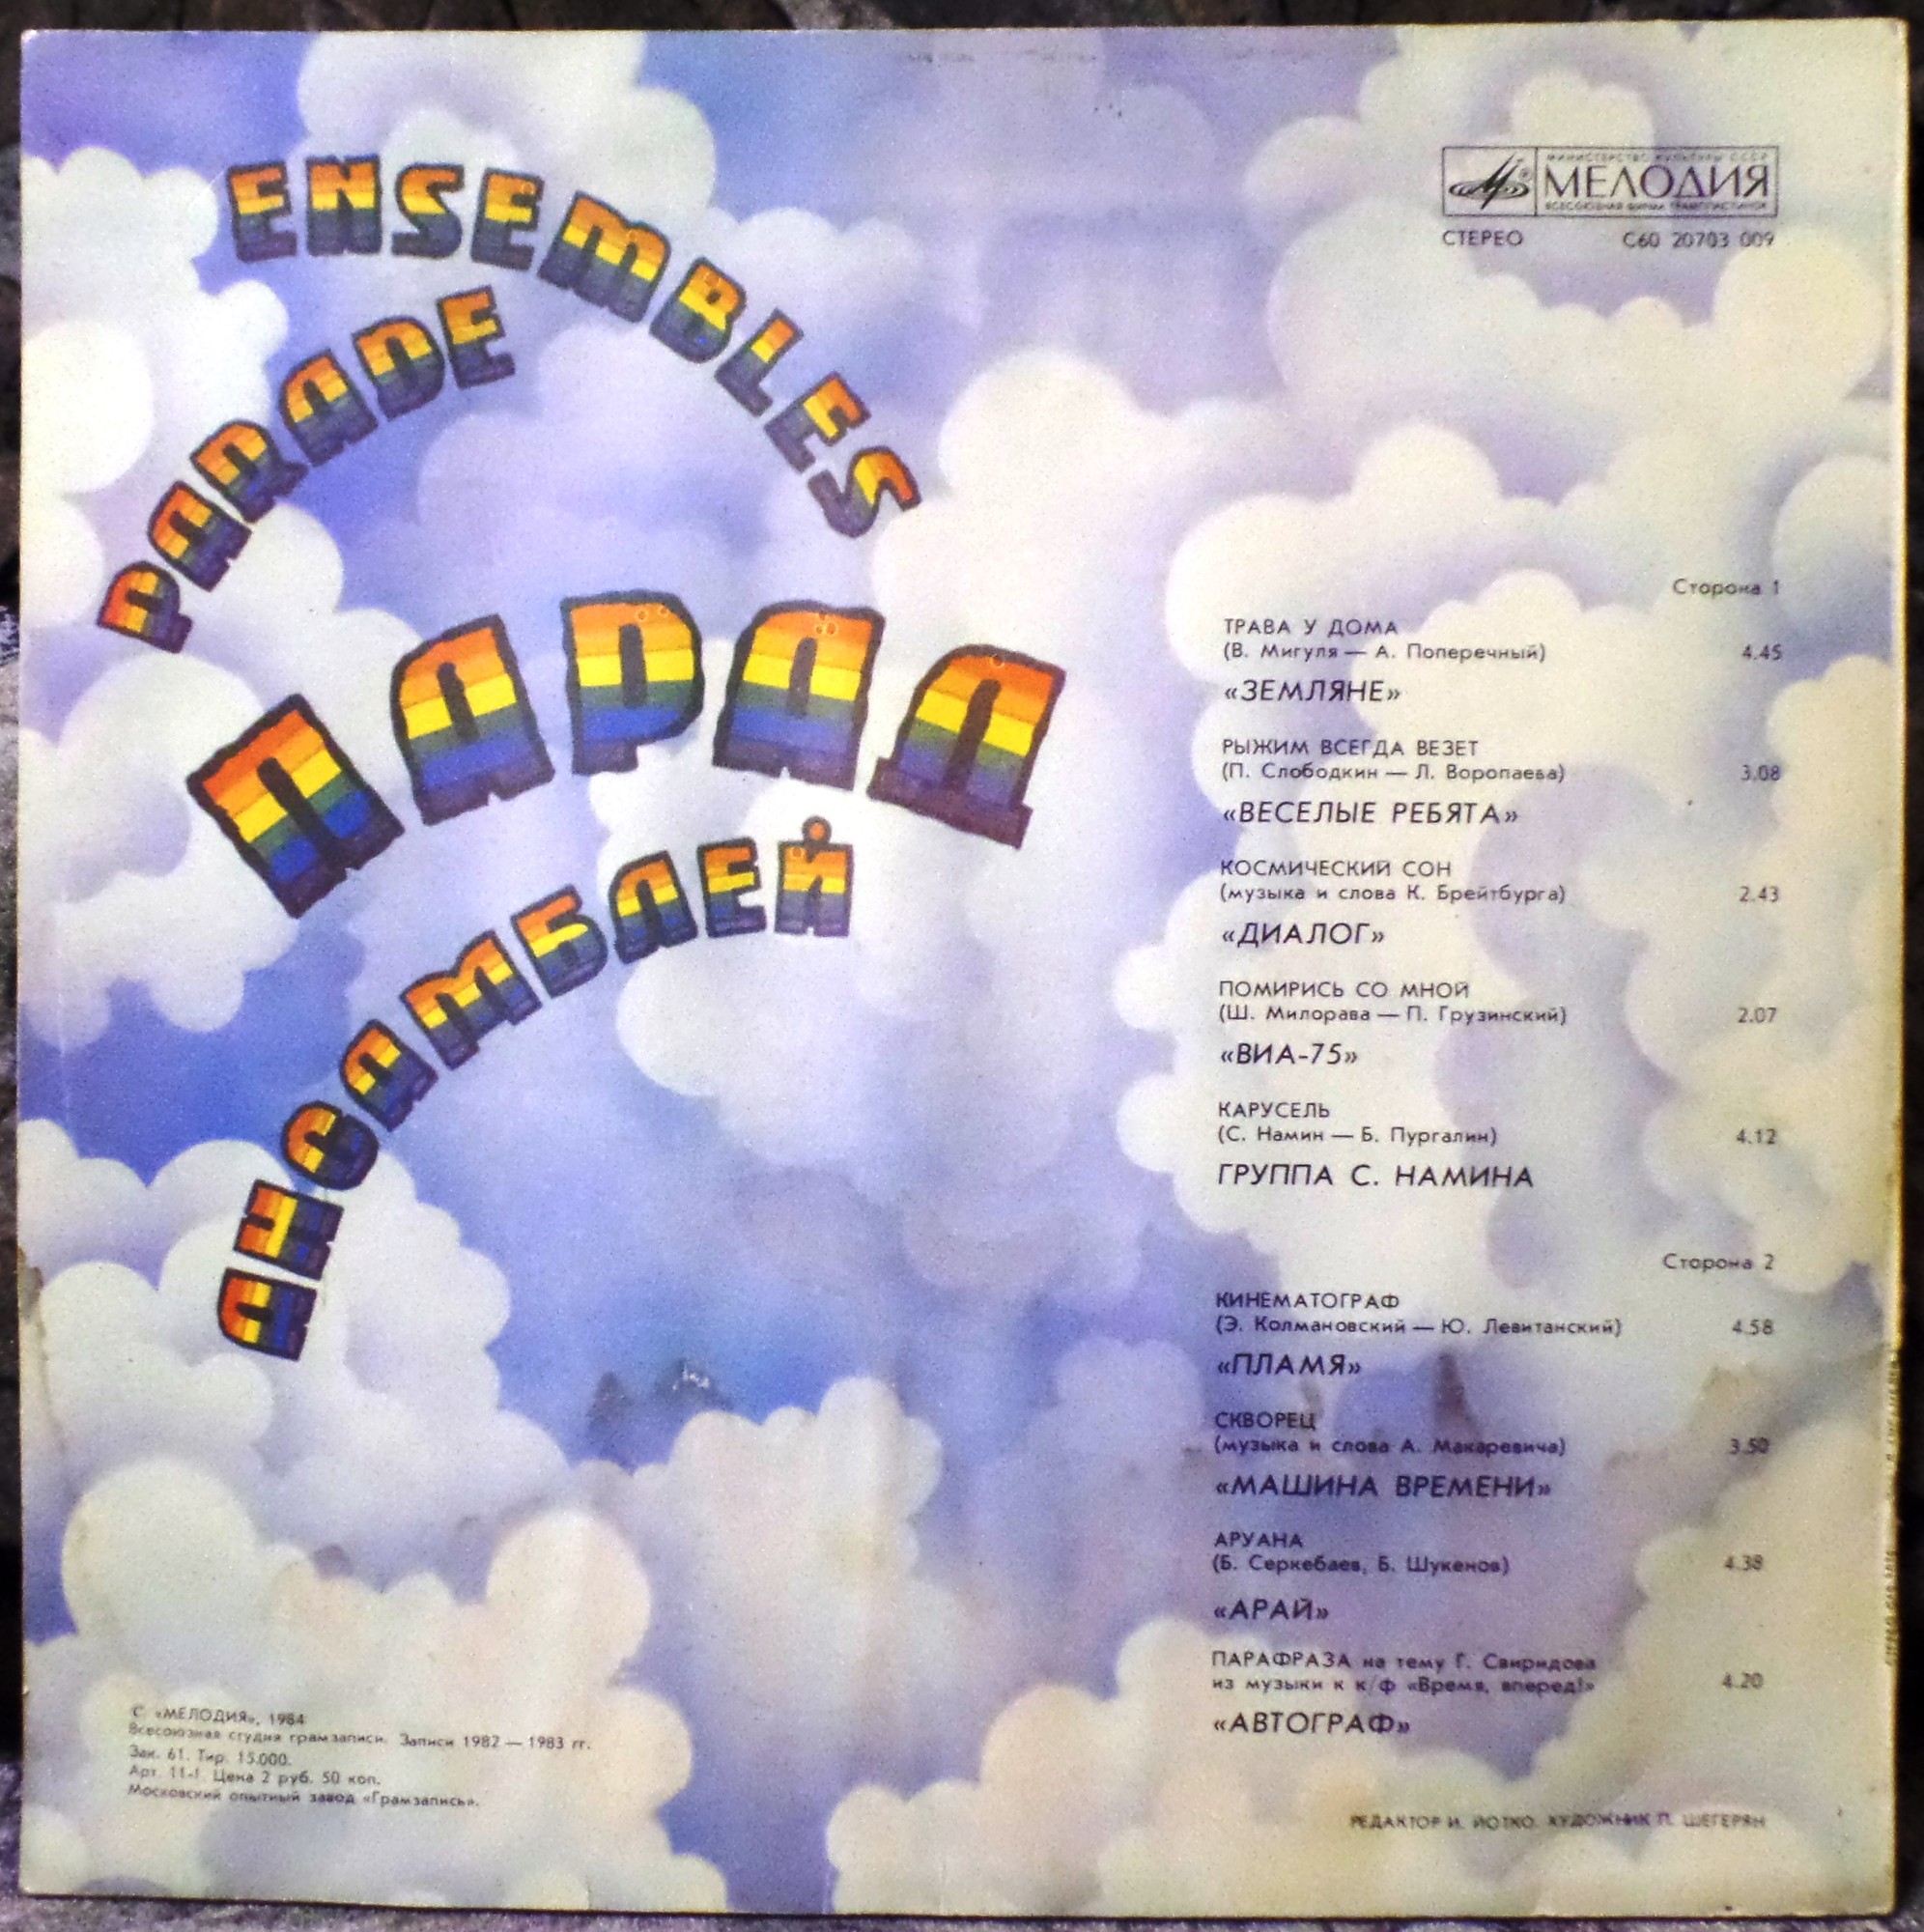 ENSEMBLES
PARADE
ПАРАД
АНСАМБЛЕЙ
МИНИСТЕРСТВО КУЛЬТУРЫ СССР
МЕЛОДИЯ
ВСЕСОЮЗНАЯ ФИРМА ГРАМПЛАСТИНОК
СТЕРЕО С60 20703 009
Сторона 1
ТРАВА У ДОМА
(В. Мигуля — А. Поперечный) 4.45
«ЗЕМЛЯНЕ»
РЫЖИМ ВСЕГДА ВЕЗЕТ
(П. Слободкин — Л. Воропаева) 3.08
«ВЕСЕЛЫЕ РЕБЯТА»
КОСМИЧЕСКИЙ СОН
(музыка и слова К. Брейтбурга) 2.43
«ДИАЛОГ»
ПОМИРИСЬ СО МНОЙ
(Ш. Милорава — П. Грузинский) 2.07
«ВИА-75»
КАРУСЕЛЬ
(С. Намин — Б. Пургалин) 4.12
ГРУППА С. НАМИНА
Сторона 2
КИНЕМАТОГРАФ
(Э. Колмановский — Ю. Левитанский) 4.58
«ПЛАМЯ»
СКВОРЕЦ
(музыка и слова А. Макаревича) 3.50
«МАШИНА ВРЕМЕНИ»
АРУАНА
(Б. Серкебаев, Б. Шукенов) 4.38
«АРАЙ»
ПАРАФРАЗА на тему Г. Свиридова
из музыки к к/ф «Время, вперед!» 4.20
«АВТОГРАФ»
С «МЕЛОДИЯ», 1984
Всесоюзная студия грамзаписи. Записи 1982 — 1983 гг.
Зак. 61. Тир. 15.000.
Арт. 11-1. Цена 2 руб. 50 коп.
Московский опытный завод «Грамзапись».
РЕДАКТОР И. ЙОТКО. ХУДОЖНИК П. ШЕГЕРЯН